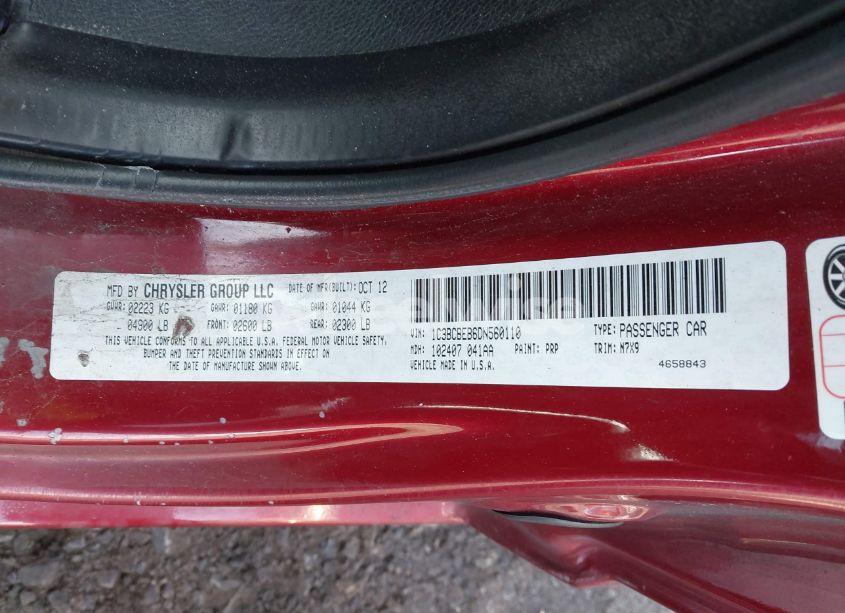 MFD BY CHRYSLER GROUP LLC DATE OF MFR(BUILT): OCT 12
GVWR: 02223 KG GAWR: 01180 KG GAWR: 01044 KG
04900 LB FRONT: 02600 LB REAR: 02300 LB
THIS VEHICLE CONFORMS TO ALL APPLICABLE U.S.A. FEDERAL MOTOR VEHICLE SAFETY,
BUMPER AND THEFT PREVENTION STANDARDS IN EFFECT ON
THE DATE OF MANUFACTURE SHOWN ABOVE.
VIN: 1C3BCBEB6DN560110 TYPE: PASSENGER CAR
MDH: 102407 041AA PAINT: PRP TRIM: N7X9
VEHICLE MADE IN U.S.A. 4658843